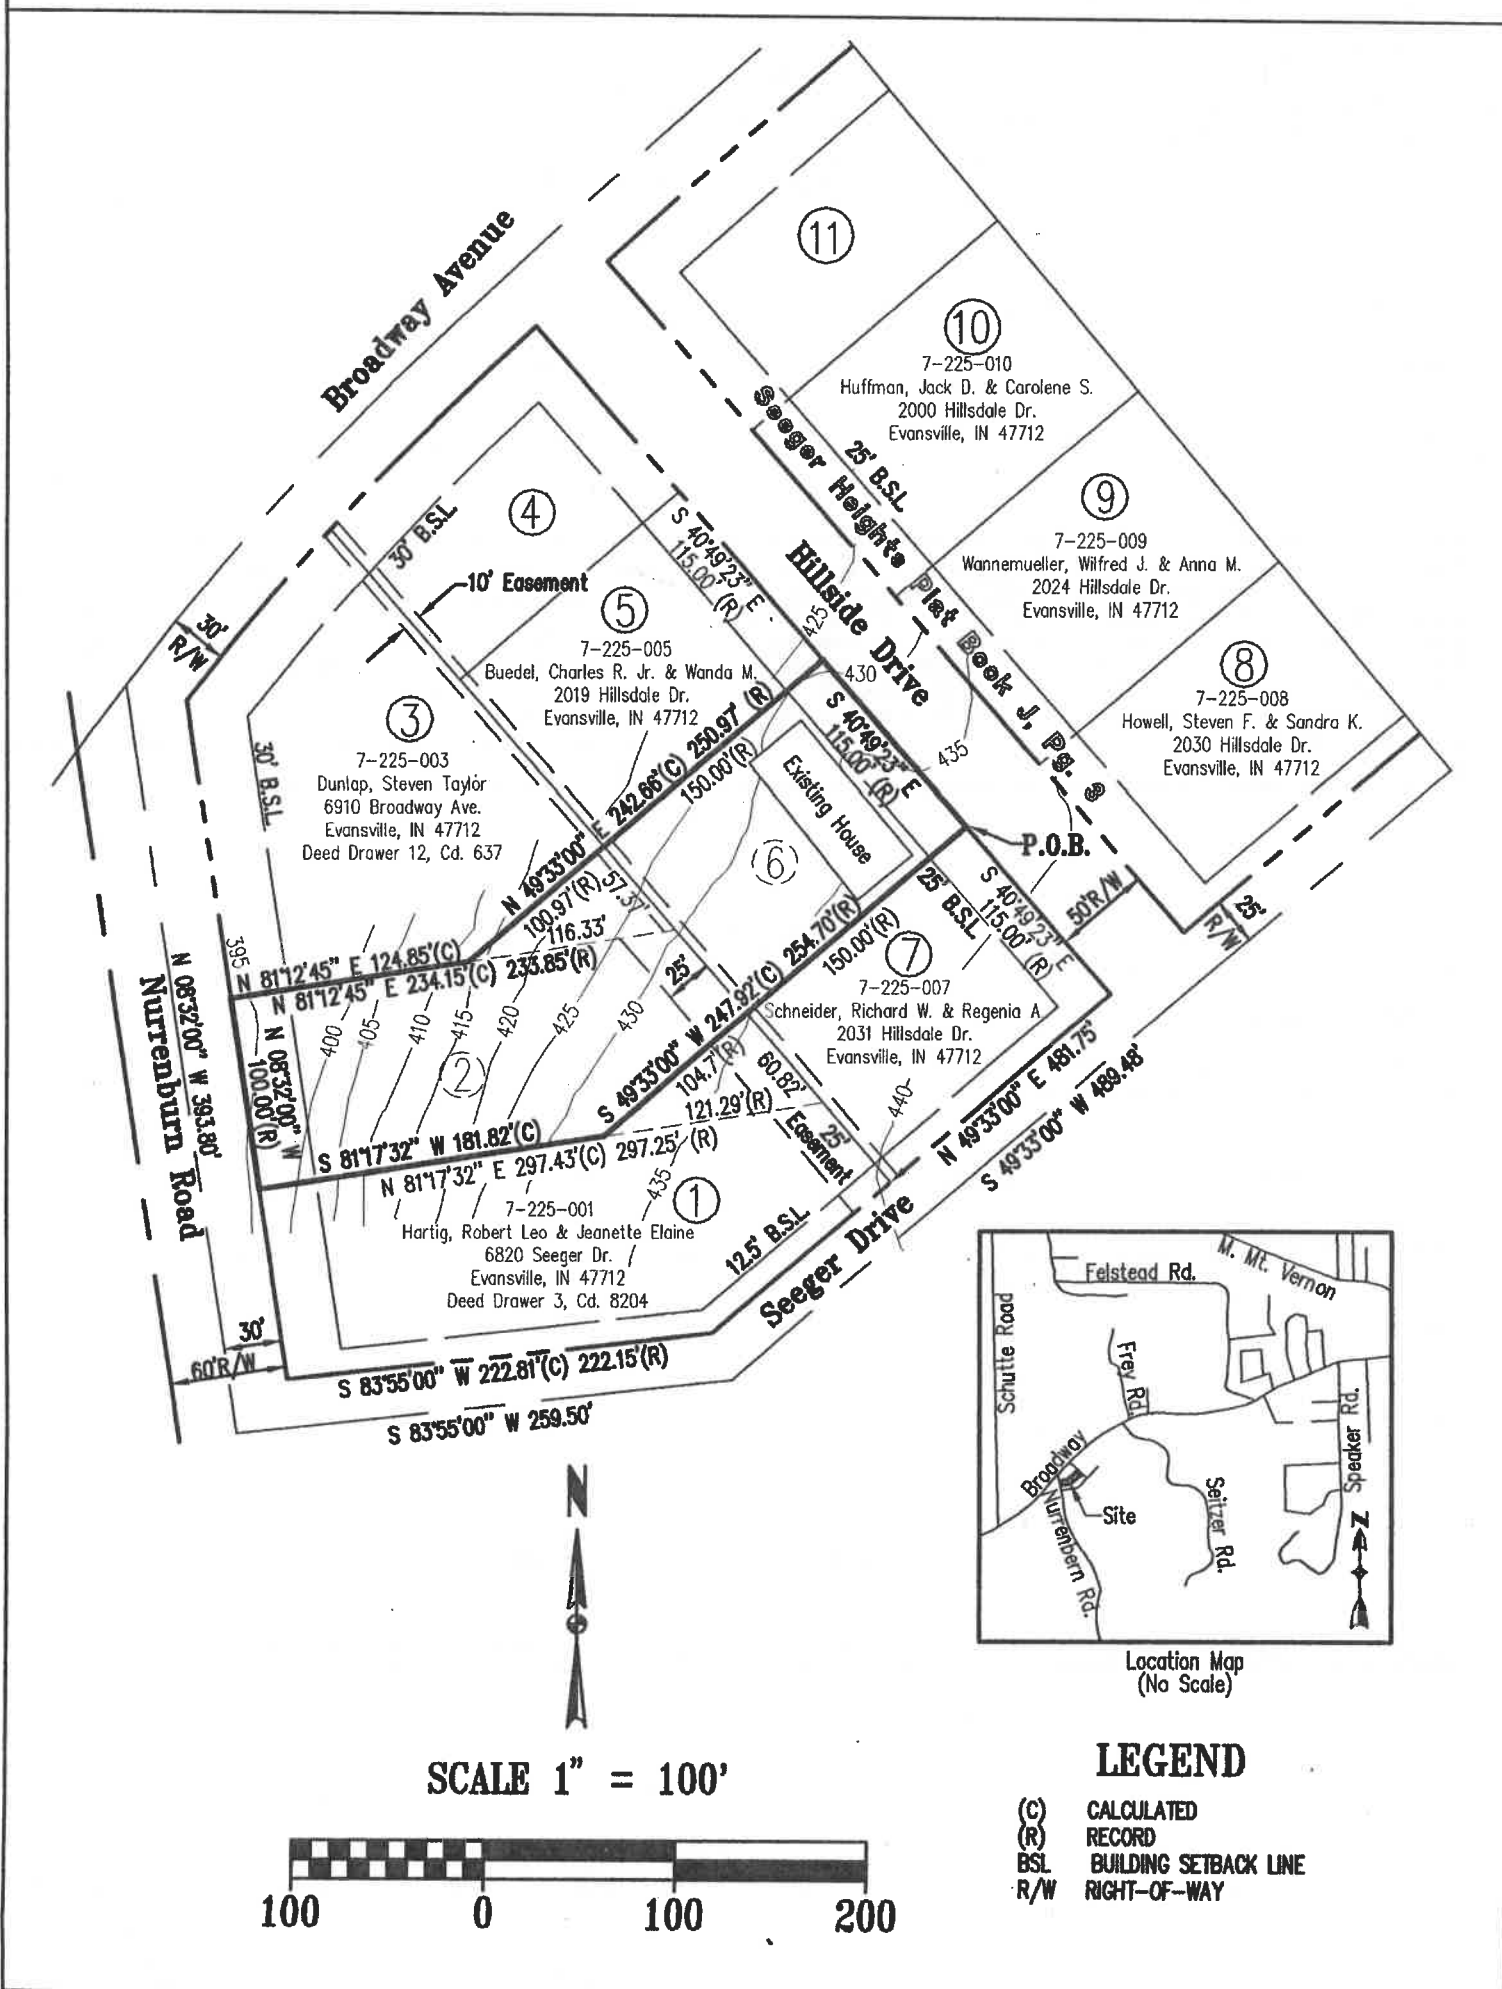 Broadway Avenue
11
10
7-225-010
Huffman, Jack D. & Carolene S.
2000 Hillsdale Dr.
Evansville, IN 47712
Seeger Heights Plat Book J, Pg. 3
25' B.S.L
9
7-225-009
Wannemueller, Wilfred J. & Anna M.
2024 Hillsdale Dr.
Evansville, IN 47712
8
7-225-008
Howell, Steven F. & Sandra K.
2030 Hillsdale Dr.
Evansville, IN 47712
4
30' B.S.L
10' Easement
S 40°49'23" E
115.00' (R)
Hillside Drive
5
7-225-005
Buedel, Charles R. Jr. & Wanda M.
2019 Hillsdale Dr.
Evansville, IN 47712
425
430
435
30'
R/W
3
7-225-003
Dunlap, Steven Taylor
6910 Broadway Ave.
Evansville, IN 47712
Deed Drawer 12, Cd. 637
30' B.S.L
N 49°33'00" E 242.66'(C) 250.97' (R)
150.00'(R)
S 40°49'23" E
115.00' (R)
Existing House
6
P.O.B.
100.97'(R)
57.37'
116.33'
395
N 81°12'45" E 124.85'(C)
N 81°12'45" E 234.15'(C) 233.85'(R)
25'
S 49°33'00" W 247.92'(C) 254.70'(R)
150.00'(R)
25' B.S.L
S 40°49'23" E
115.00' (R)
50'R/W
25'
R/W
7
7-225-007
Schneider, Richard W. & Regenia A.
2031 Hillsdale Dr.
Evansville, IN 47712
Nurrenburn Road
N 08°32'00" W 393.80'
N 08°32'00" W
100.00'(R)
400
405
410
415
420
425
430
2
104.7'(R)
60.82'
121.29'(R)
25'
Easement
440
S 81°17'32" W 181.82'(C)
N 81°17'32" E 297.43'(C) 297.25' (R)
435
1
7-225-001
Hartig, Robert Leo & Jeanette Elaine
6820 Seeger Dr.
Evansville, IN 47712
Deed Drawer 3, Cd. 8204
12.5' B.S.L
Seeger Drive
N 49°33'00" E 481.75'
S 49°33'00" W 489.48'
30'
60'R/W
S 83°55'00" W 222.81'(C) 222.15'(R)
S 83°55'00" W 259.50'
N
Felstead Rd.
M. Mt. Vernon
Schutte Road
Frey Rd.
Broadway
Site
Nurrenbern Rd.
Seitzer Rd.
Speaker Rd.
N
Location Map
(No Scale)
SCALE 1" = 100'
100 0 100 200
LEGEND
(C) CALCULATED
(R) RECORD
BSL BUILDING SETBACK LINE
R/W RIGHT-OF-WAY